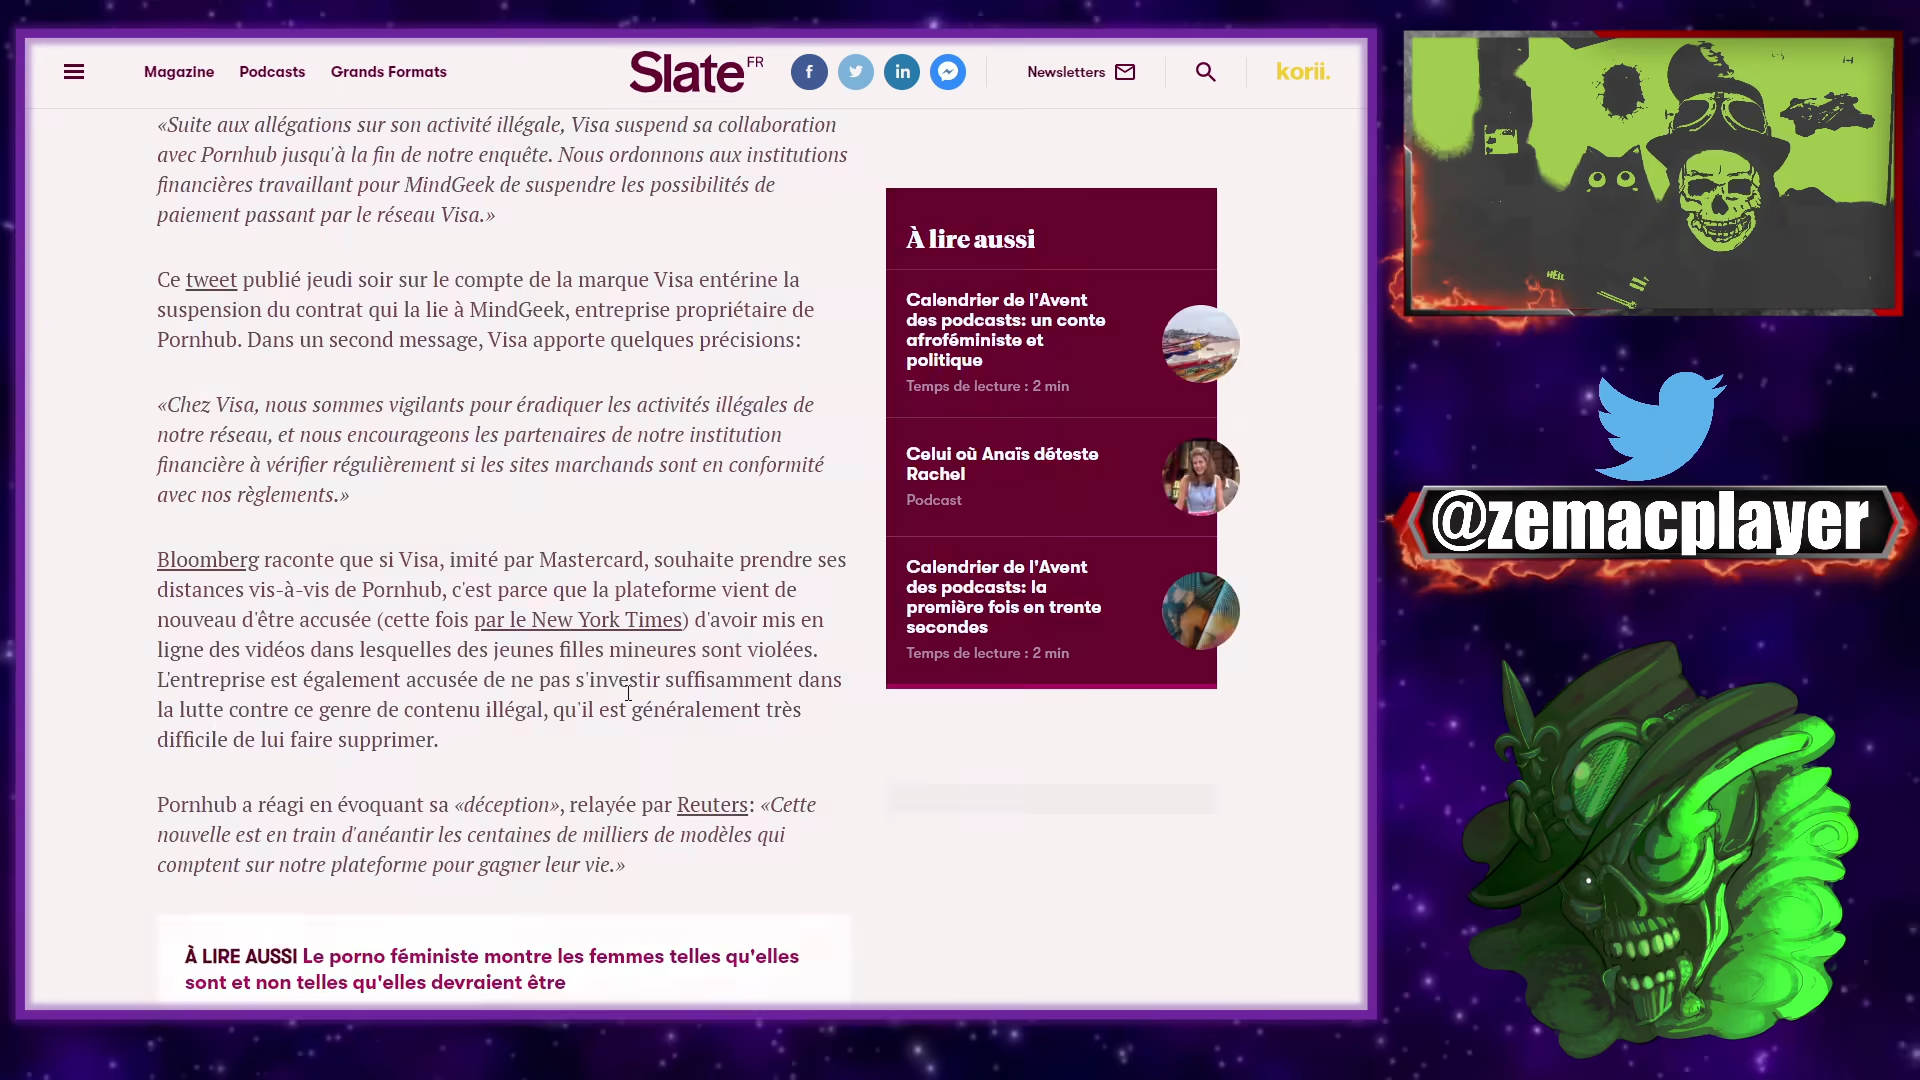 Magazine Podcasts Grands Formats Slate FR f in Newsletters korii.
«Suite aux allégations sur son activité illégale, Visa suspend sa collaboration
avec Pornhub jusqu'à la fin de notre enquête. Nous ordonnons aux institutions
financières travaillant pour MindGeek de suspendre les possibilités de
paiement passant par le réseau Visa.»
Ce tweet publié jeudi soir sur le compte de la marque Visa entérine la
suspension du contrat qui la lie à MindGeek, entreprise propriétaire de
Pornhub. Dans un second message, Visa apporte quelques précisions:
«Chez Visa, nous sommes vigilants pour éradiquer les activités illégales de
notre réseau, et nous encourageons les partenaires de notre institution
financière à vérifier régulièrement si les sites marchands sont en conformité
avec nos règlements.»
Bloomberg raconte que si Visa, imité par Mastercard, souhaite prendre ses
distances vis-à-vis de Pornhub, c'est parce que la plateforme vient de
nouveau d'être accusée (cette fois par le New York Times) d'avoir mis en
ligne des vidéos dans lesquelles des jeunes filles mineures sont violées.
L'entreprise est également accusée de ne pas s'investir suffisamment dans
la lutte contre ce genre de contenu illégal, qu'il est généralement très
difficile de lui faire supprimer.
Pornhub a réagi en évoquant sa «déception», relayée par Reuters: «Cette
nouvelle est en train d'anéantir les centaines de milliers de modèles qui
comptent sur notre plateforme pour gagner leur vie.»
À LIRE AUSSI Le porno féministe montre les femmes telles qu'elles
sont et non telles qu'elles devraient être
À lire aussi
Calendrier de l'Avent
des podcasts: un conte
afroféministe et
politique
Temps de lecture : 2 min
Celui où Anaïs déteste
Rachel
Podcast
Calendrier de l'Avent
des podcasts: la
première fois en trente
secondes
Temps de lecture : 2 min
HELL
@zemacplayer